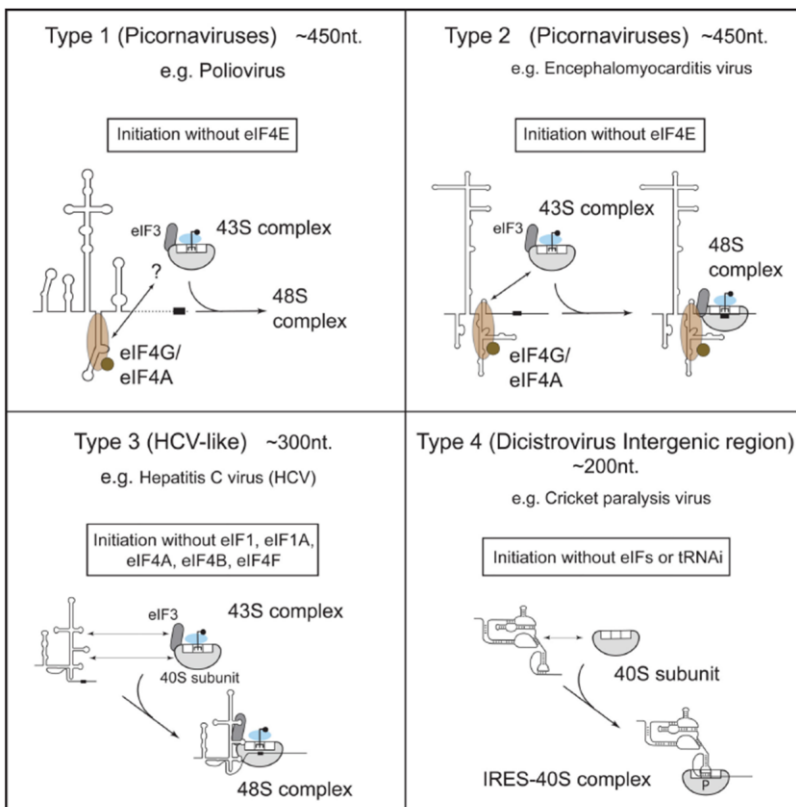 Type 1 (Picornaviruses) ~450nt.
e.g. Poliovirus
Initiation without eIF4E
eIF3
43S complex
?
48S
complex
eIF4G/
eIF4A
Type 2 (Picornaviruses) ~450nt.
e.g. Encephalomyocarditis virus
Initiation without eIF4E
43S complex
eIF3
48S
complex
eIF4G/
eIF4A
Type 3 (HCV-like) ~300nt.
e.g. Hepatitis C virus (HCV)
Initiation without eIF1, eIF1A,
eIF4A, eIF4B, eIF4F
eIF3
43S complex
40S subunit
48S complex
Type 4 (Dicistrovirus Intergenic region)
~200nt.
e.g. Cricket paralysis virus
Initiation without eIFs or tRNAi
40S subunit
IRES-40S complex
P